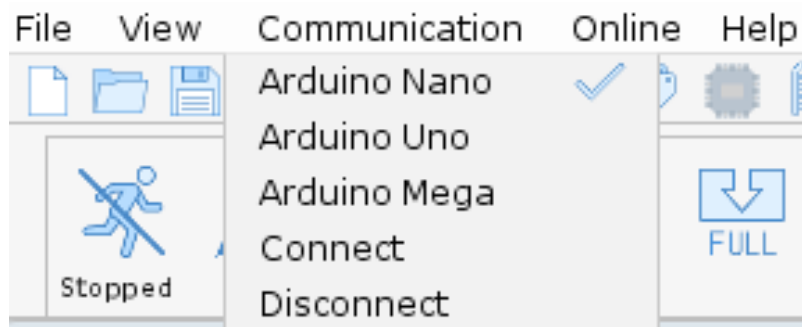 File View Communication Online Help
Arduino Nano
Arduino Uno
Arduino Mega
Connect
Disconnect
Stopped
FULL